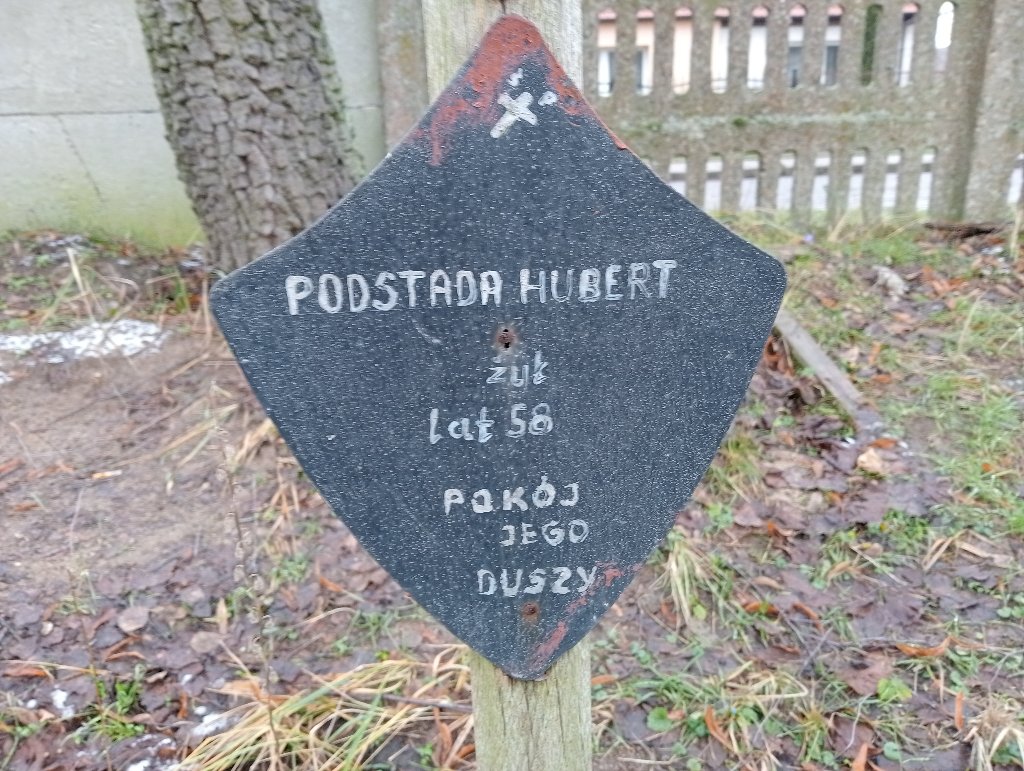 PODSTADA HUBERT
żył
lat 58
POKÓJ
JEGO
DUSZY